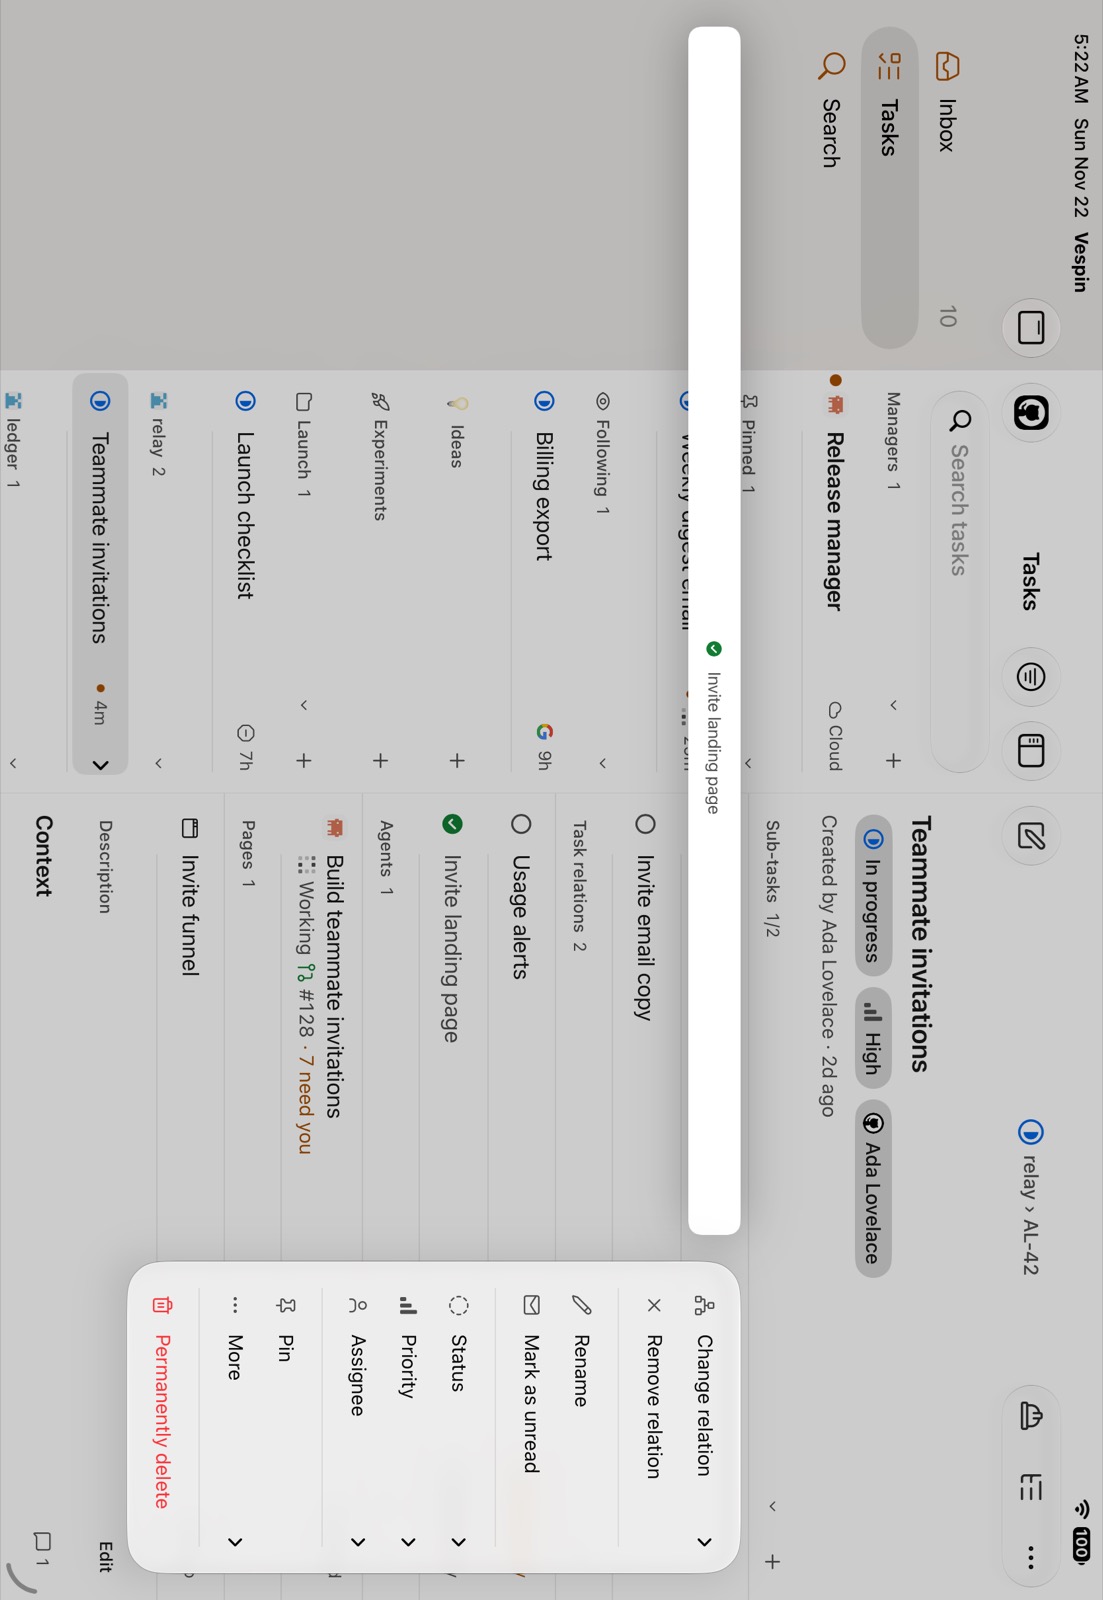 5:22 AM Sun Nov 22 Vespin
100
Inbox 10
Tasks
Search
Tasks
Search tasks
Managers 1
Release manager Cloud
Pinned 1
Weekly digest email
Following 1
Billing export 9h
Ideas
Experiments
Launch 1
Launch checklist 7h
relay 2
Teammate invitations 4m
ledger 1
relay › AL-42
Teammate invitations
In progress High Ada Lovelace
Created by Ada Lovelace · 2d ago
Sub-tasks 1/2
Invite landing page
Invite email copy
Task relations 2
Usage alerts
Invite landing page
Agents 1
Build teammate invitations
Working #128 · 7 need you
Pages 1
Invite funnel
Description Edit
Context 1
Change relation
Remove relation
Rename
Mark as unread
Status
Priority
Assignee
Pin
More
Permanently delete